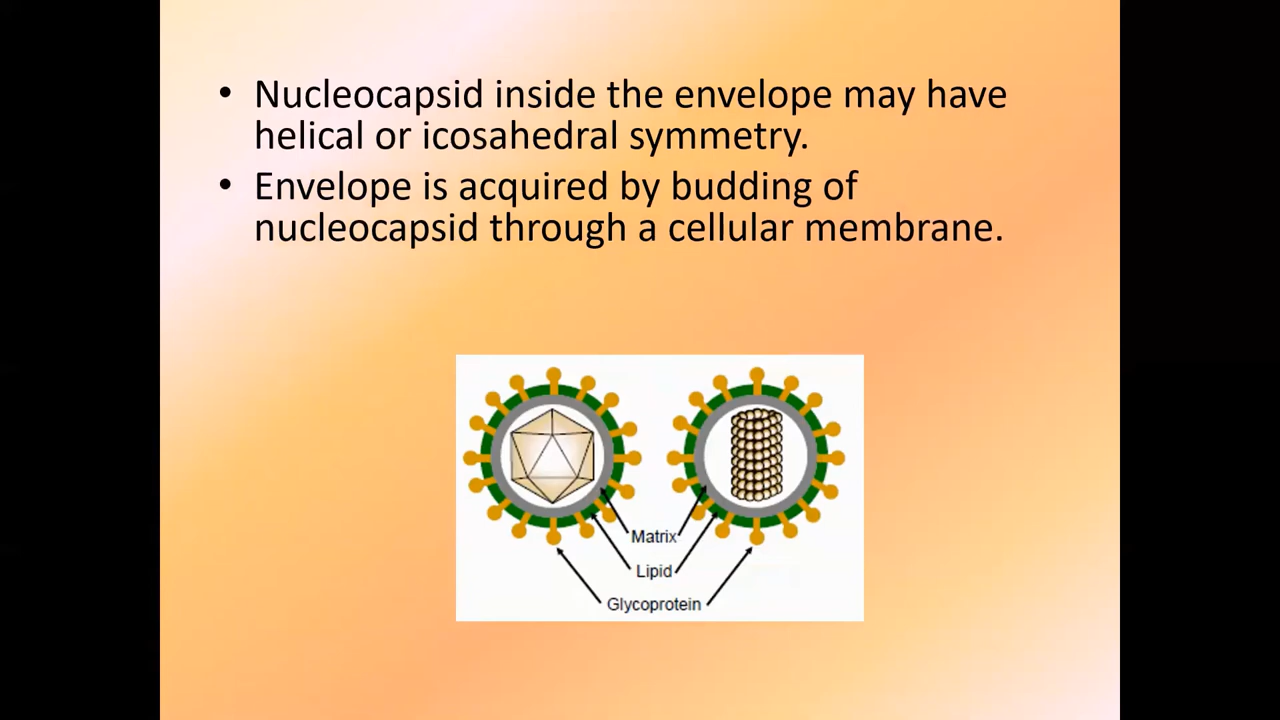 • Nucleocapsid inside the envelope may have
helical or icosahedral symmetry.
• Envelope is acquired by budding of
nucleocapsid through a cellular membrane.
Matrix
Lipid
Glycoprotein